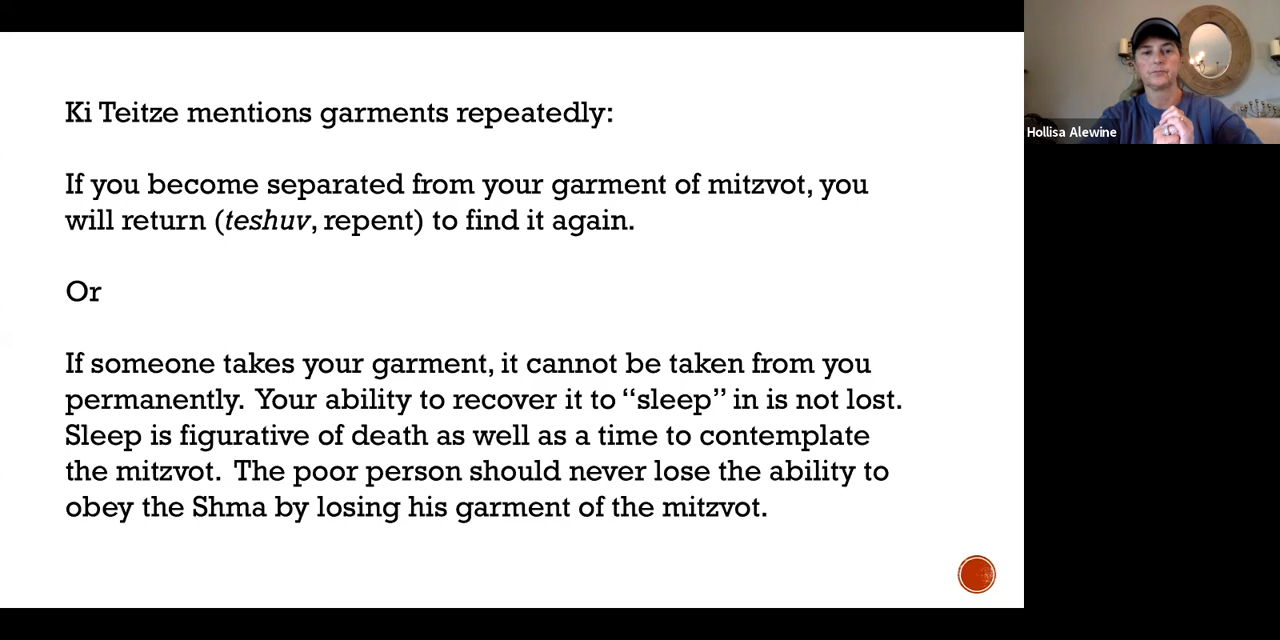 Ki Teitze mentions garments repeatedly:
If you become separated from your garment of mitzvot, you
will return (teshuv, repent) to find it again.
Or
If someone takes your garment, it cannot be taken from you
permanently.  Your ability to recover it to “sleep” in is not lost.
Sleep is figurative of death as well as a time to contemplate
the mitzvot.  The poor person should never lose the ability to
obey the Shma by losing his garment of the mitzvot.
Hollisa Alewine